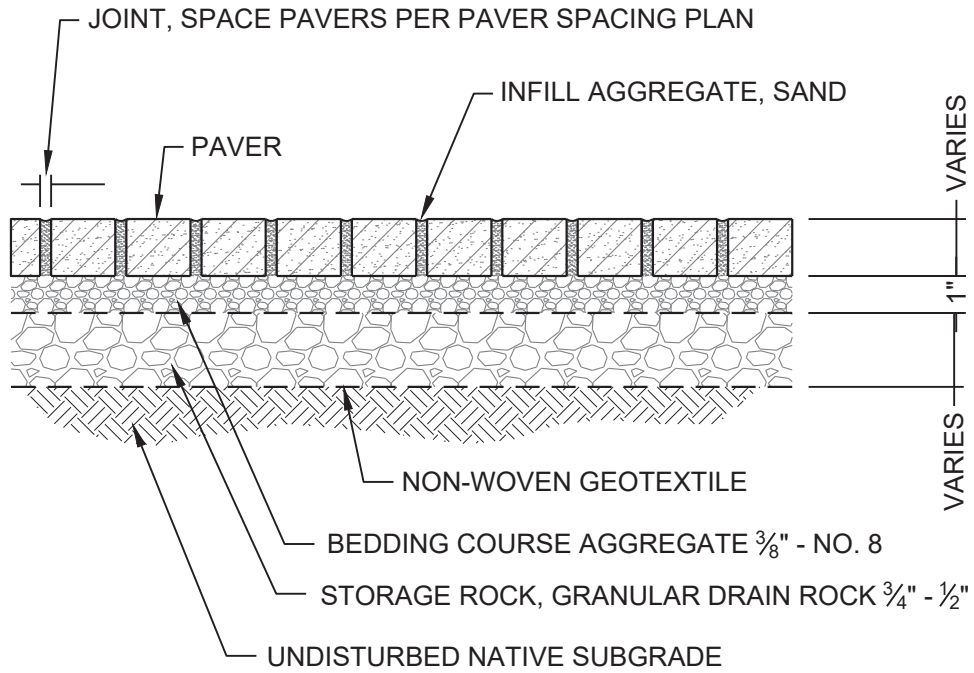 JOINT, SPACE PAVERS PER PAVER SPACING PLAN
INFILL AGGREGATE, SAND
PAVER
VARIES
1"
VARIES
NON-WOVEN GEOTEXTILE
BEDDING COURSE AGGREGATE ⅜" - NO. 8
STORAGE ROCK, GRANULAR DRAIN ROCK ¾" - ½"
UNDISTURBED NATIVE SUBGRADE